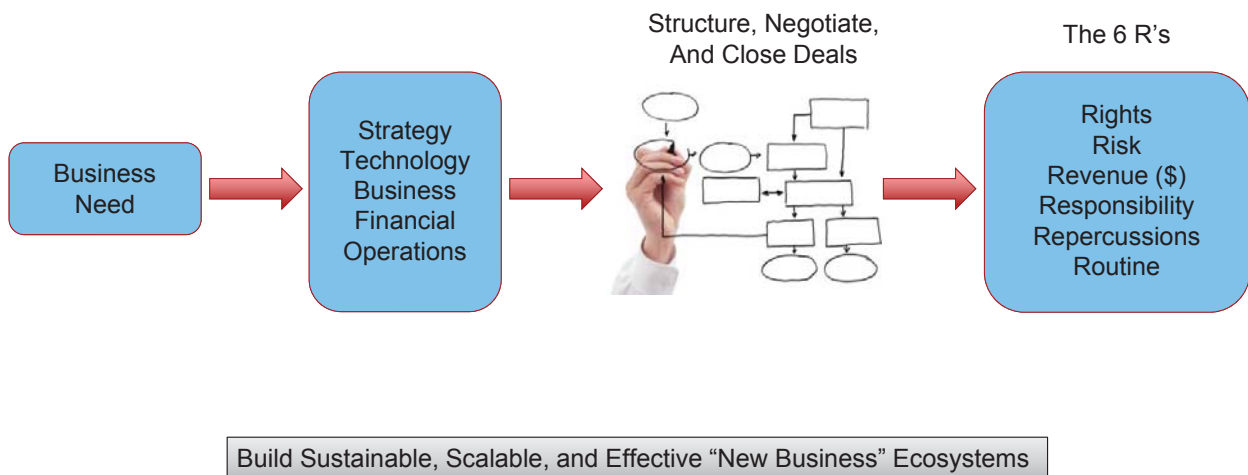 Structure, Negotiate,
And Close Deals
The 6 R's
Business
Need
Strategy
Technology
Business
Financial
Operations
Rights
Risk
Revenue ($)
Responsibility
Repercussions
Routine
Build Sustainable, Scalable, and Effective “New Business” Ecosystems